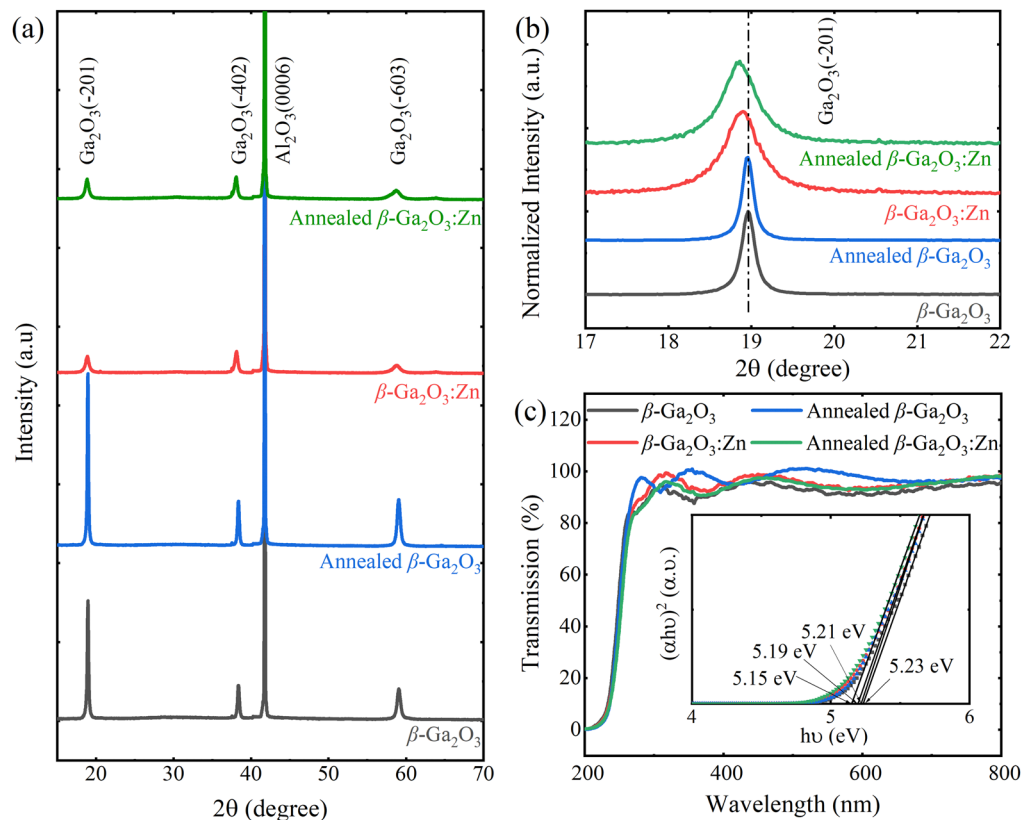 (a)
Intensity (a.u)
Ga₂O₃(-201)
Ga₂O₃(-402)
Al₂O₃(0006)
Ga₂O₃(-603)
Annealed β-Ga₂O₃:Zn
β-Ga₂O₃:Zn
Annealed β-Ga₂O₃
β-Ga₂O₃
20 30 40 50 60 70
2θ (degree)
(b)
Normalized Intensity (a.u.)
Ga₂O₃(-201)
Annealed β-Ga₂O₃:Zn
β-Ga₂O₃:Zn
Annealed β-Ga₂O₃
β-Ga₂O₃
17 18 19 20 21 22
2θ (degree)
(c)
β-Ga₂O₃ Annealed β-Ga₂O₃
β-Ga₂O₃:Zn Annealed β-Ga₂O₃:Zn
Transmission (%)
120
100
80
60
40
20
0
(αhυ)² (α.υ.)
5.21 eV
5.19 eV
5.15 eV
5.23 eV
4 5 6
hυ (eV)
200 300 400 500 600 700 800
Wavelength (nm)